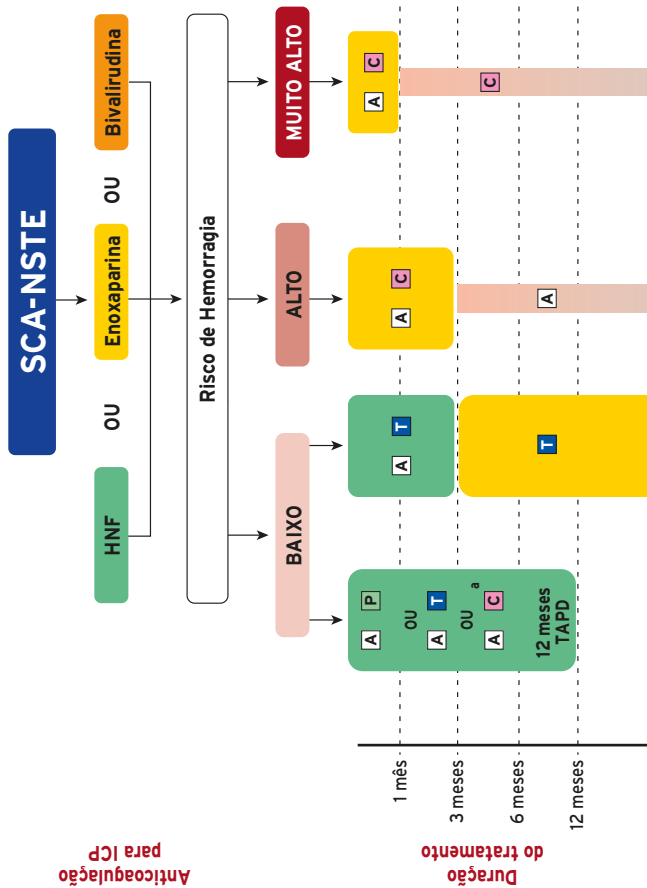 SCA-NSTE
Anticoagulação
para ICP
HNF
OU
Enoxaparina
OU
Bivalirudina
Risco de Hemorragia
BAIXO
ALTO
MUITO ALTO
Duração
do tratamento
1 mês
3 meses
6 meses
12 meses
A P
OU
A T
OU
A C a
12 meses
TAPD
A T
T
A C
A
A C
C